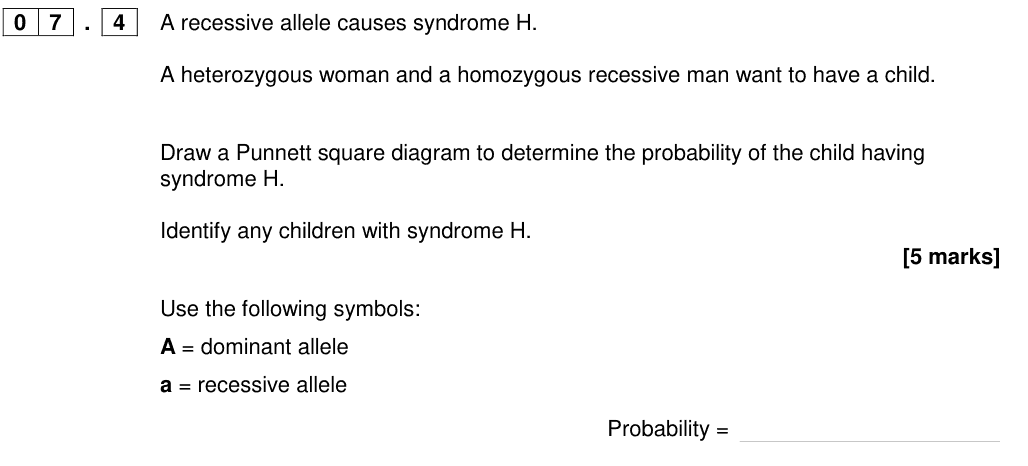 0 7 . 4 A recessive allele causes syndrome H.
A heterozygous woman and a homozygous recessive man want to have a child.
Draw a Punnett square diagram to determine the probability of the child having
syndrome H.
Identify any children with syndrome H.
[5 marks]
Use the following symbols:
A = dominant allele
a = recessive allele
Probability =